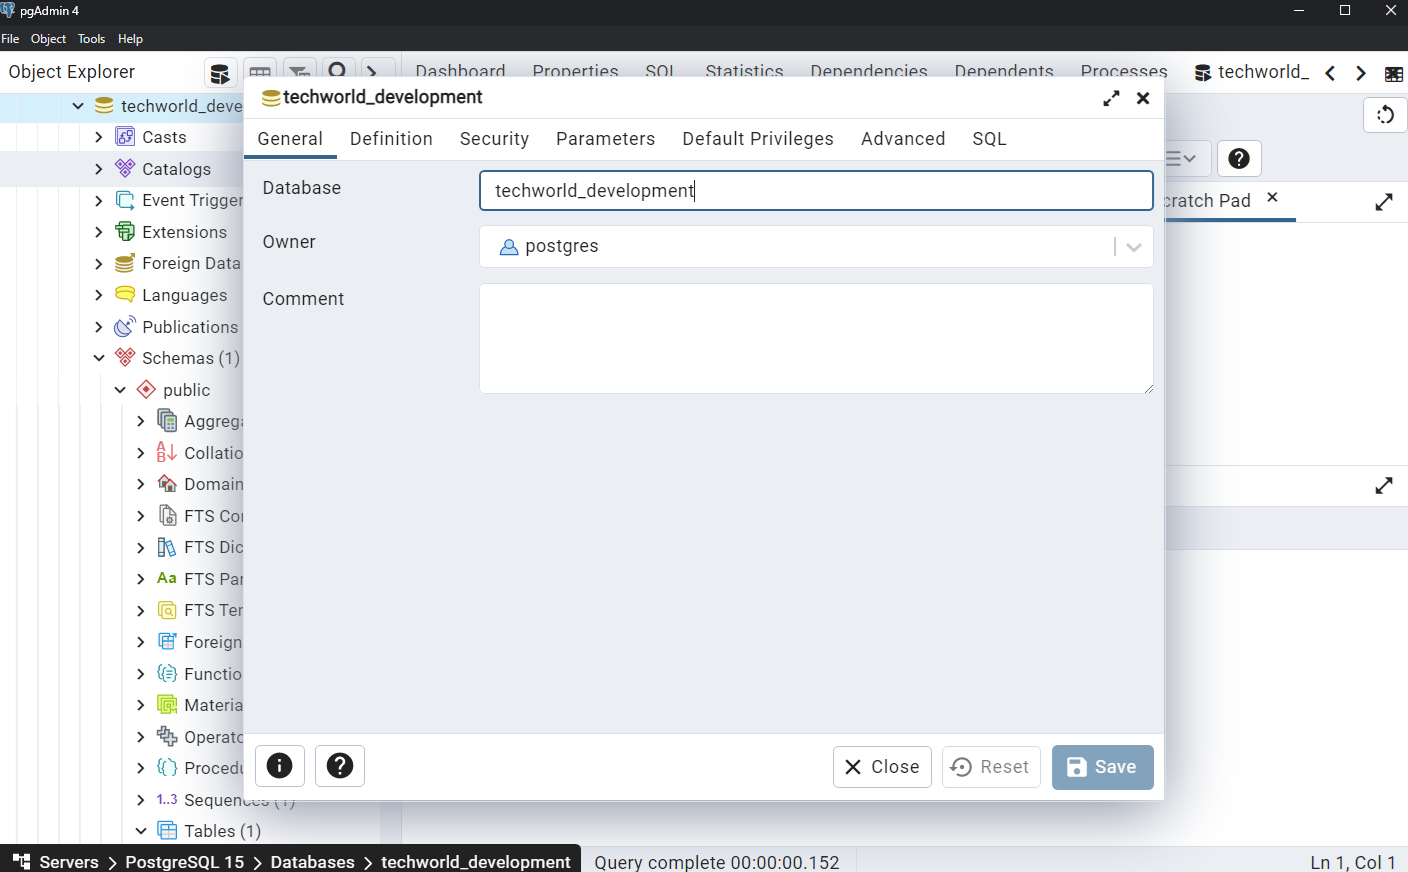 pgAdmin 4
File Object Tools Help
Object Explorer
Dashboard Properties SQL Statistics Dependencies Dependents Processes techworld_
techworld_deve
techworld_development
General Definition Security Parameters Default Privileges Advanced SQL
Casts
Catalogs
Event Trigger
Extensions
Foreign Data
Languages
Publications
Schemas (1)
public
Aggrega
Collatio
Domain
FTS Co
FTS Dic
FTS Par
FTS Ter
Foreign
Functio
Materia
Operato
Procedu
1..3 Sequences (1)
Tables (1)
Database techworld_development
Owner postgres
Comment
cratch Pad
Close Reset Save
Servers > PostgreSQL 15 > Databases > techworld_development
Query complete 00:00:00.152
Ln 1, Col 1